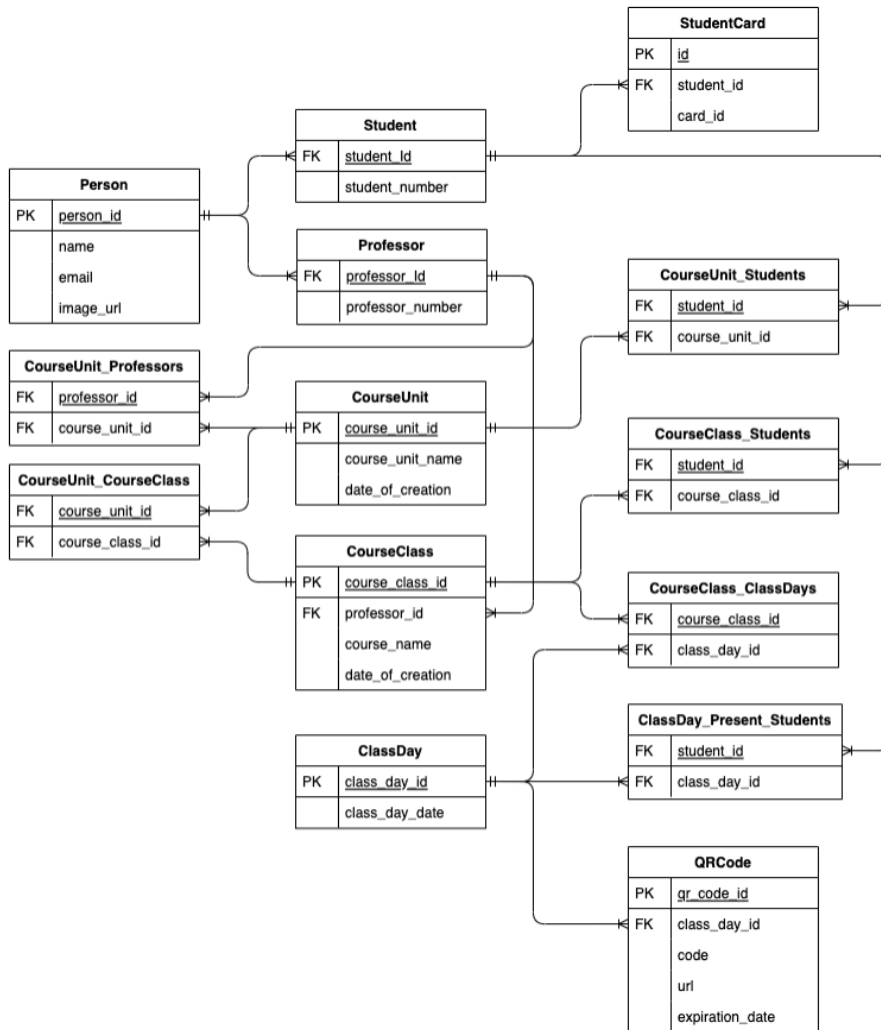 StudentCard
PK id
FK student_id
card_id
Student
FK student_Id
student_number
Person
PK person_id
name
email
image_url
Professor
FK professor_Id
professor_number
CourseUnit_Students
FK student_id
FK course_unit_id
CourseUnit_Professors
FK professor_id
FK course_unit_id
CourseUnit
PK course_unit_id
course_unit_name
date_of_creation
CourseClass_Students
FK student_id
FK course_class_id
CourseUnit_CourseClass
FK course_unit_id
FK course_class_id
CourseClass
PK course_class_id
FK professor_id
course_name
date_of_creation
CourseClass_ClassDays
FK course_class_id
FK class_day_id
ClassDay_Present_Students
FK student_id
FK class_day_id
ClassDay
PK class_day_id
class_day_date
QRCode
PK qr_code_id
FK class_day_id
code
url
expiration_date